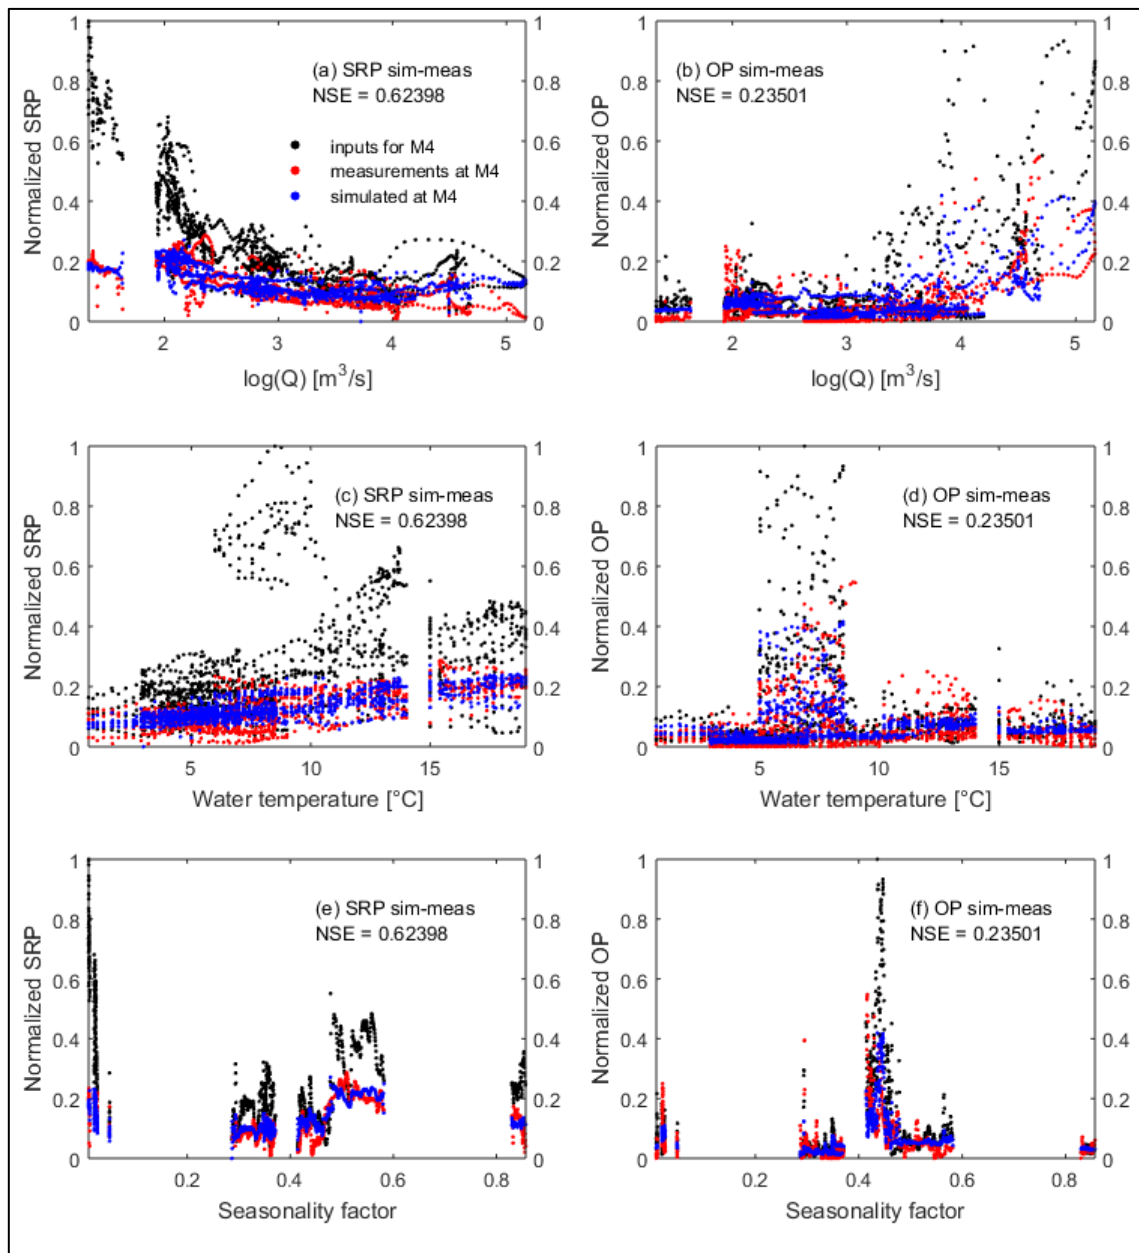 1
0.8
0.6
0.4
0.2
0
Normalized SRP
(a) SRP sim-meas
NSE = 0.62398
inputs for M4
measurements at M4
simulated at M4
1
0.8
0.6
0.4
0.2
0
2 3 4 5
log(Q) [m³/s]
1
0.8
0.6
0.4
0.2
0
Normalized OP
(b) OP sim-meas
NSE = 0.23501
1
0.8
0.6
0.4
0.2
0
2 3 4 5
log(Q) [m³/s]
1
0.8
0.6
0.4
0.2
0
Normalized SRP
(c) SRP sim-meas
NSE = 0.62398
1
0.8
0.6
0.4
0.2
0
5 10 15
Water temperature [°C]
1
0.8
0.6
0.4
0.2
0
Normalized OP
(d) OP sim-meas
NSE = 0.23501
1
0.8
0.6
0.4
0.2
0
5 10 15
Water temperature [°C]
1
0.8
0.6
0.4
0.2
0
Normalized SRP
(e) SRP sim-meas
NSE = 0.62398
1
0.8
0.6
0.4
0.2
0
0.2 0.4 0.6 0.8
Seasonality factor
1
0.8
0.6
0.4
0.2
0
Normalized OP
(f) OP sim-meas
NSE = 0.23501
1
0.8
0.6
0.4
0.2
0
0.2 0.4 0.6 0.8
Seasonality factor